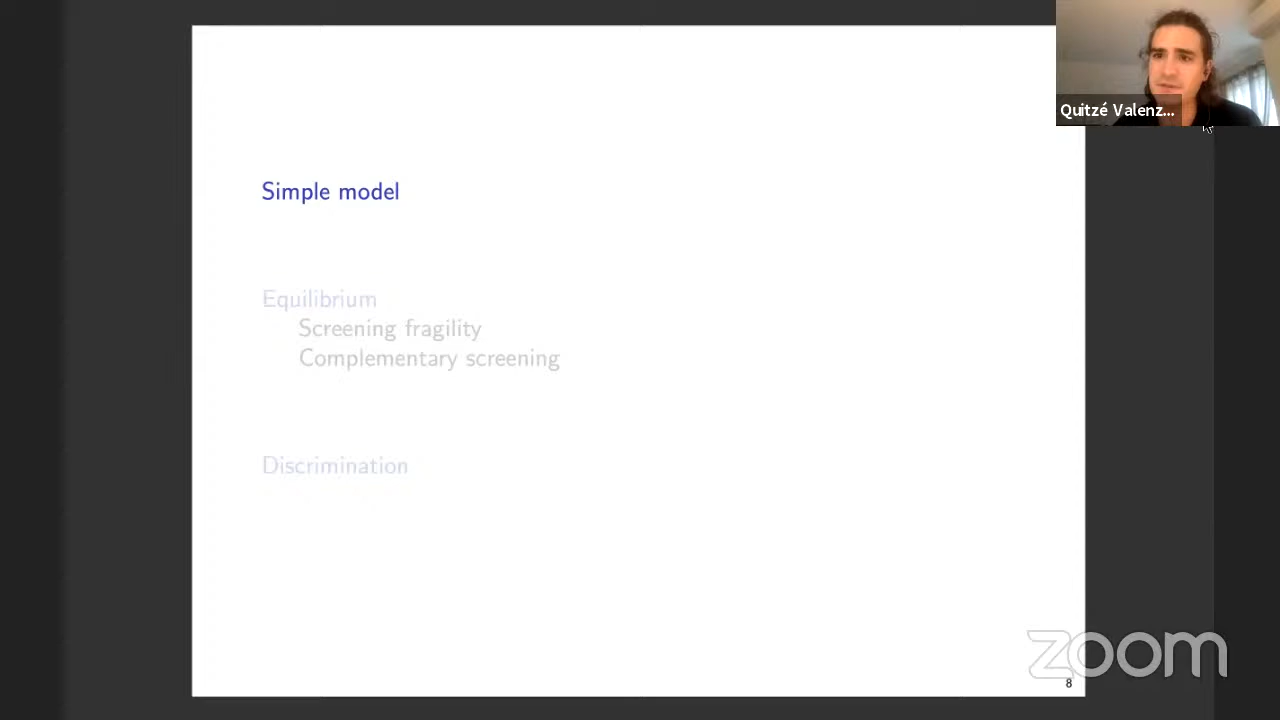 Quitzé Valenz...
Simple model
Equilibrium
Screening fragility
Complementary screening
Discrimination
zoom
8